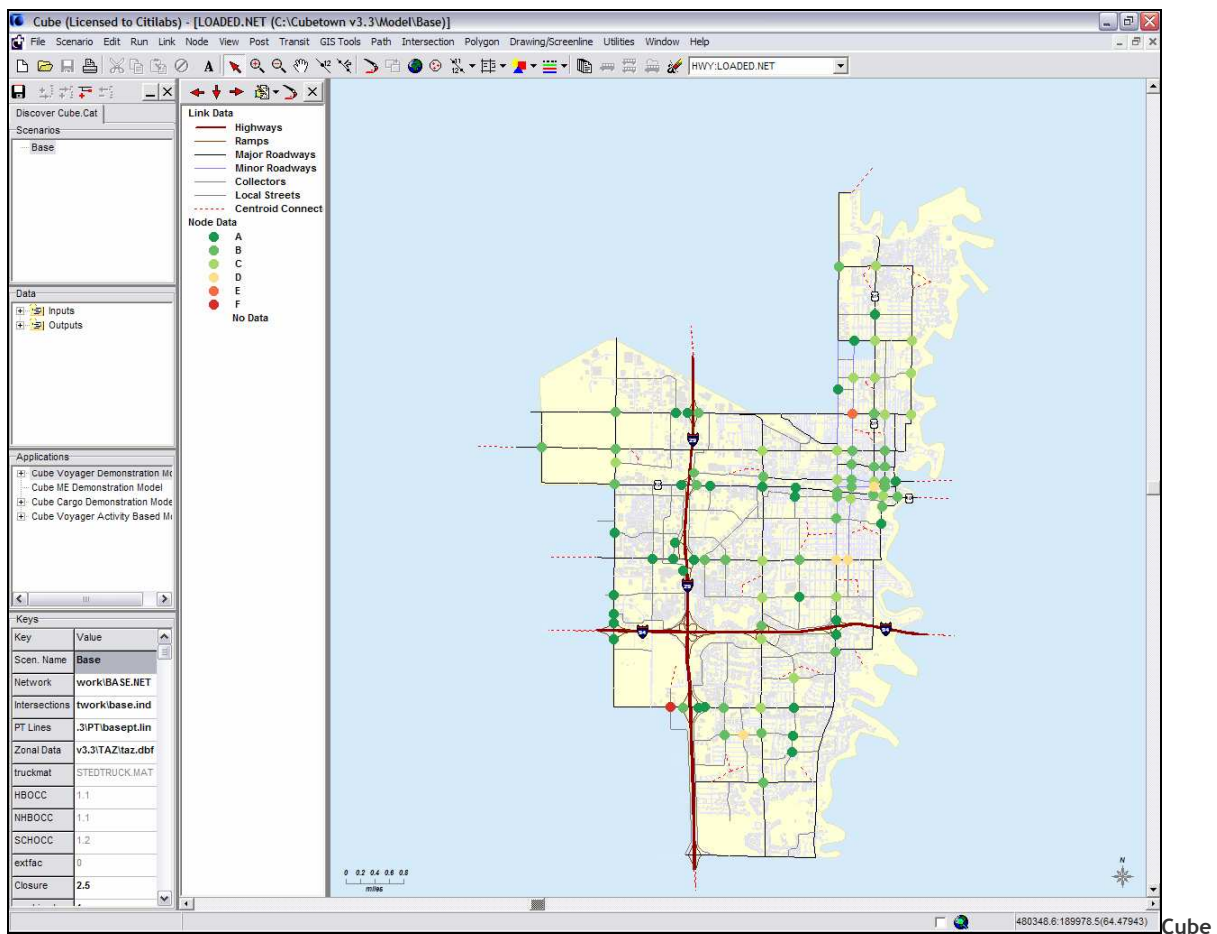 Cube (Licensed to Citilabs) - [LOADED.NET (C:\Cubetown v3.3\Model\Base)]
File Scenario Edit Run Link Node View Post Transit GIS Tools Path Intersection Polygon Drawing/Screenline Utilities Window Help
A
HWY:LOADED.NET
Discover Cube.Cat
Scenarios
Base
Data
Inputs
Outputs
Applications
Cube Voyager Demonstration Mo
Cube ME Demonstration Model
Cube Cargo Demonstration Mode
Cube Voyager Activity Based Mo
Keys
Key Value
Scen. Name Base
Network work\BASE.NET
Intersections twork\base.ind
PT Lines .3\PT\basept.lin
Zonal Data v3.3\TAZ\taz.dbf
truckmat STEDTRUCK.MAT
HBOCC 1.1
NHBOCC 1.1
SCHOCC 1.2
extfac 0
Closure 2.5
Link Data
Highways
Ramps
Major Roadways
Minor Roadways
Collectors
Local Streets
Centroid Connect
Node Data
A
B
C
D
E
F
No Data
29
0 0.2 0.4 0.6 0.8
miles
N
480348.6:189978.5(64.47943)
Cube